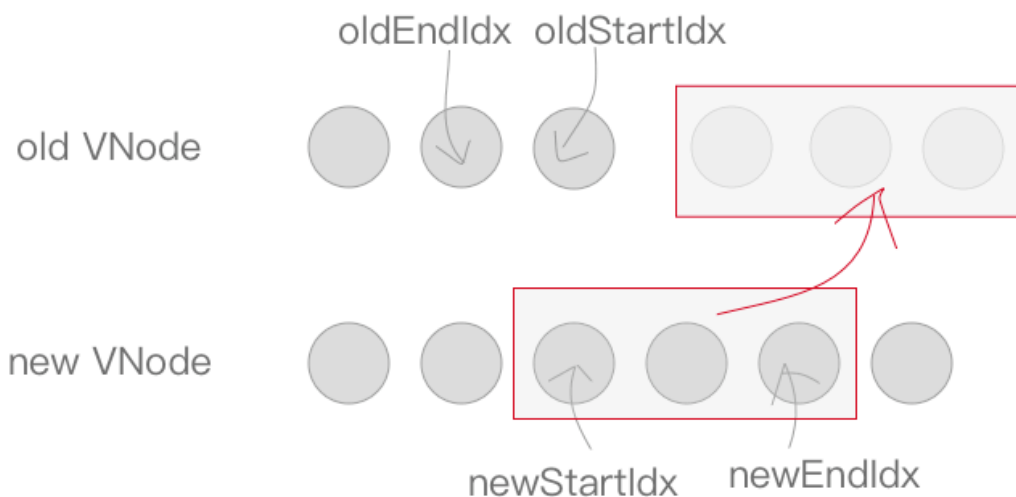 oldEndIdx oldStartIdx
old VNode
new VNode
newStartIdx newEndIdx